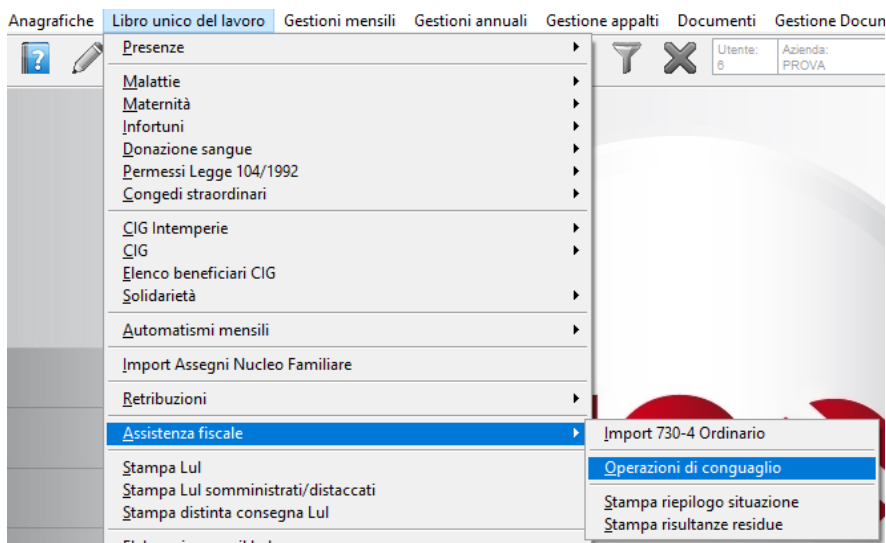 Anagrafiche Libro unico del lavoro Gestioni mensili Gestioni annuali Gestione appalti Documenti Gestione
Utente: Azienda:
6 PROVA
Presenze
Malattie
Maternità
Infortuni
Donazione sangue
Permessi Legge 104/1992
Congedi straordinari
CIG Intemperie
CIG
Elenco beneficiari CIG
Solidarietà
Automatismi mensili
Import Assegni Nucleo Familiare
Retribuzioni
Assistenza fiscale
Import 730-4 Ordinario
Operazioni di conguaglio
Stampa riepilogo situazione
Stampa risultanze residue
Stampa Lul
Stampa Lul somministrati/distaccati
Stampa distinta consegna Lul